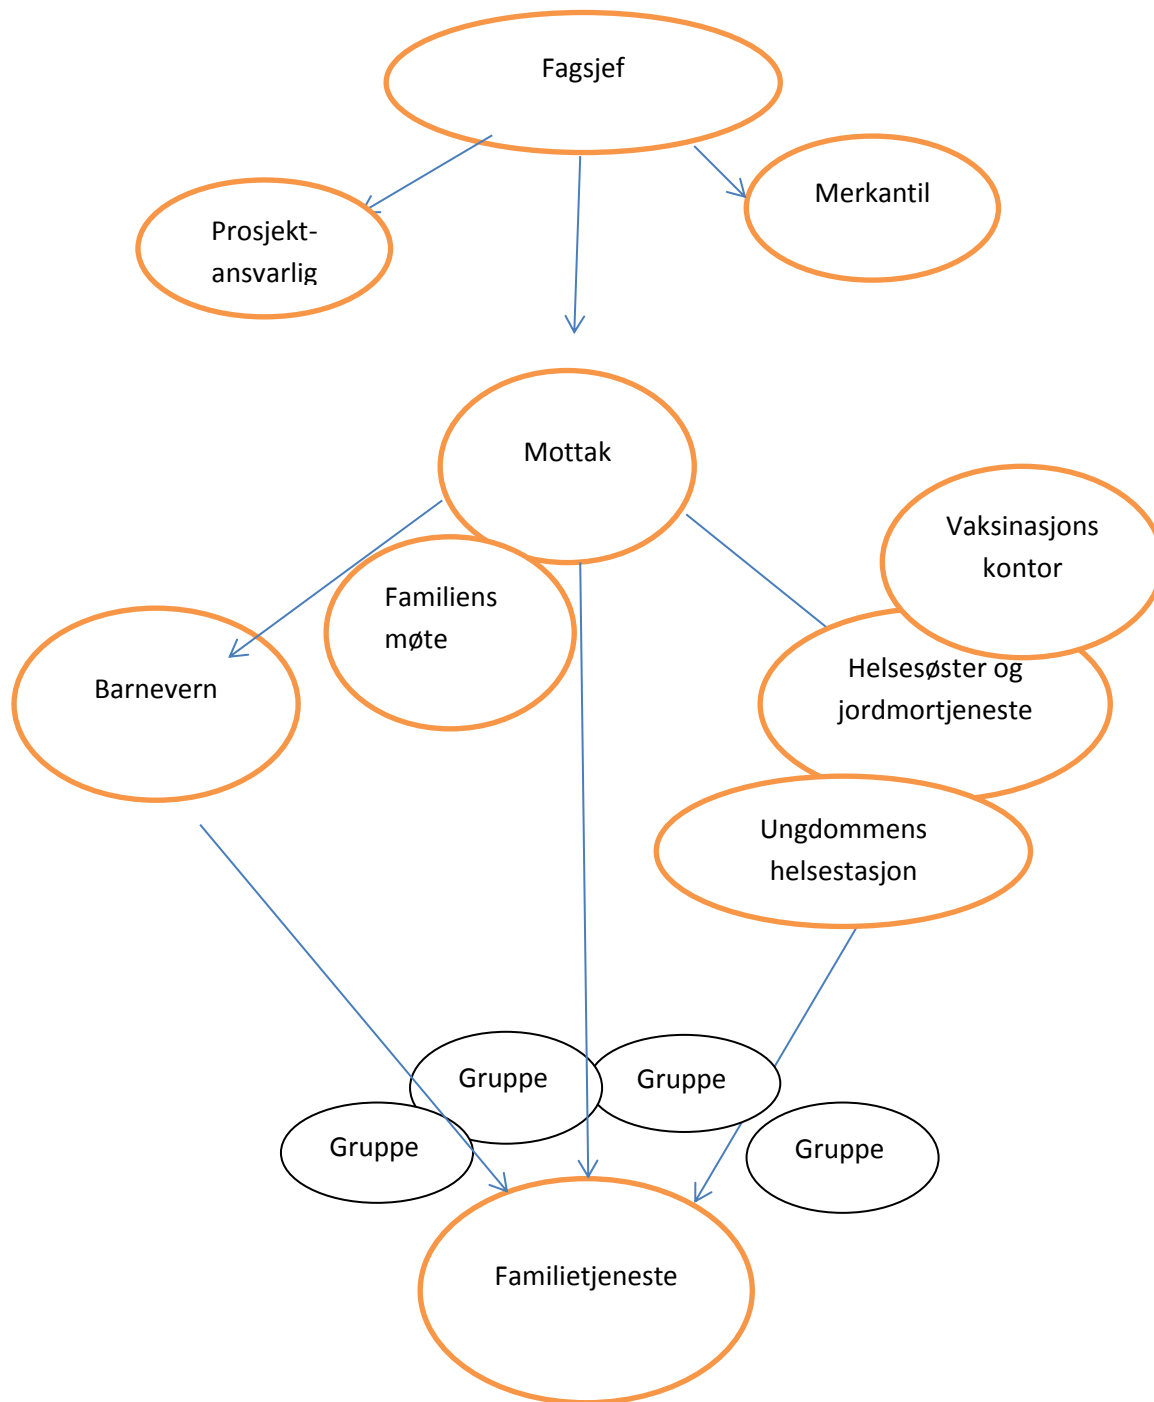 Fagsjef
Merkantil
Prosjekt-
ansvarlig
Mottak
Vaksinasjons
kontor
Familiens
møte
Helsesøster og
jordmortjeneste
Barnevern
Ungdommens
helsestasjon
Gruppe
Gruppe
Gruppe
Gruppe
Familietjeneste